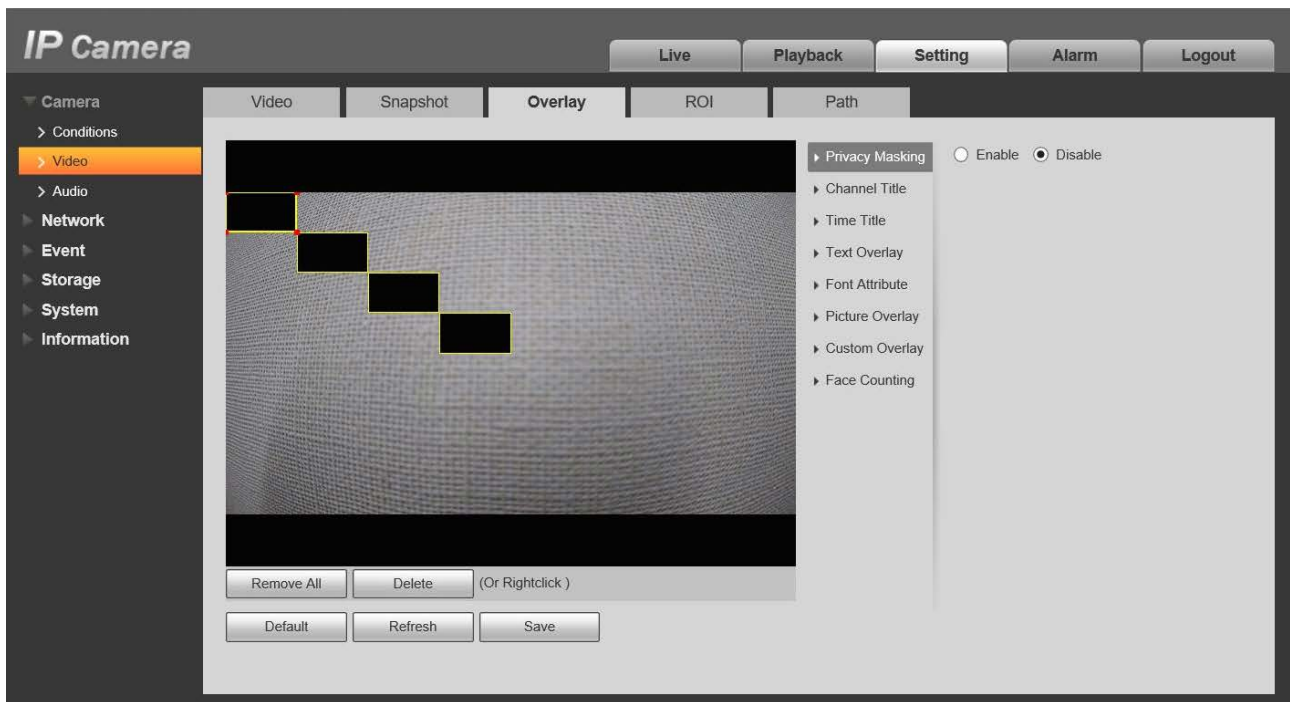 IP Camera
Live
Playback
Setting
Alarm
Logout
Camera
Conditions
Video
Audio
Network
Event
Storage
System
Information
Video
Snapshot
Overlay
ROI
Path
Privacy Masking
Channel Title
Time Title
Text Overlay
Font Attribute
Picture Overlay
Custom Overlay
Face Counting
Enable
Disable
Remove All
Delete
(Or Rightclick )
Default
Refresh
Save